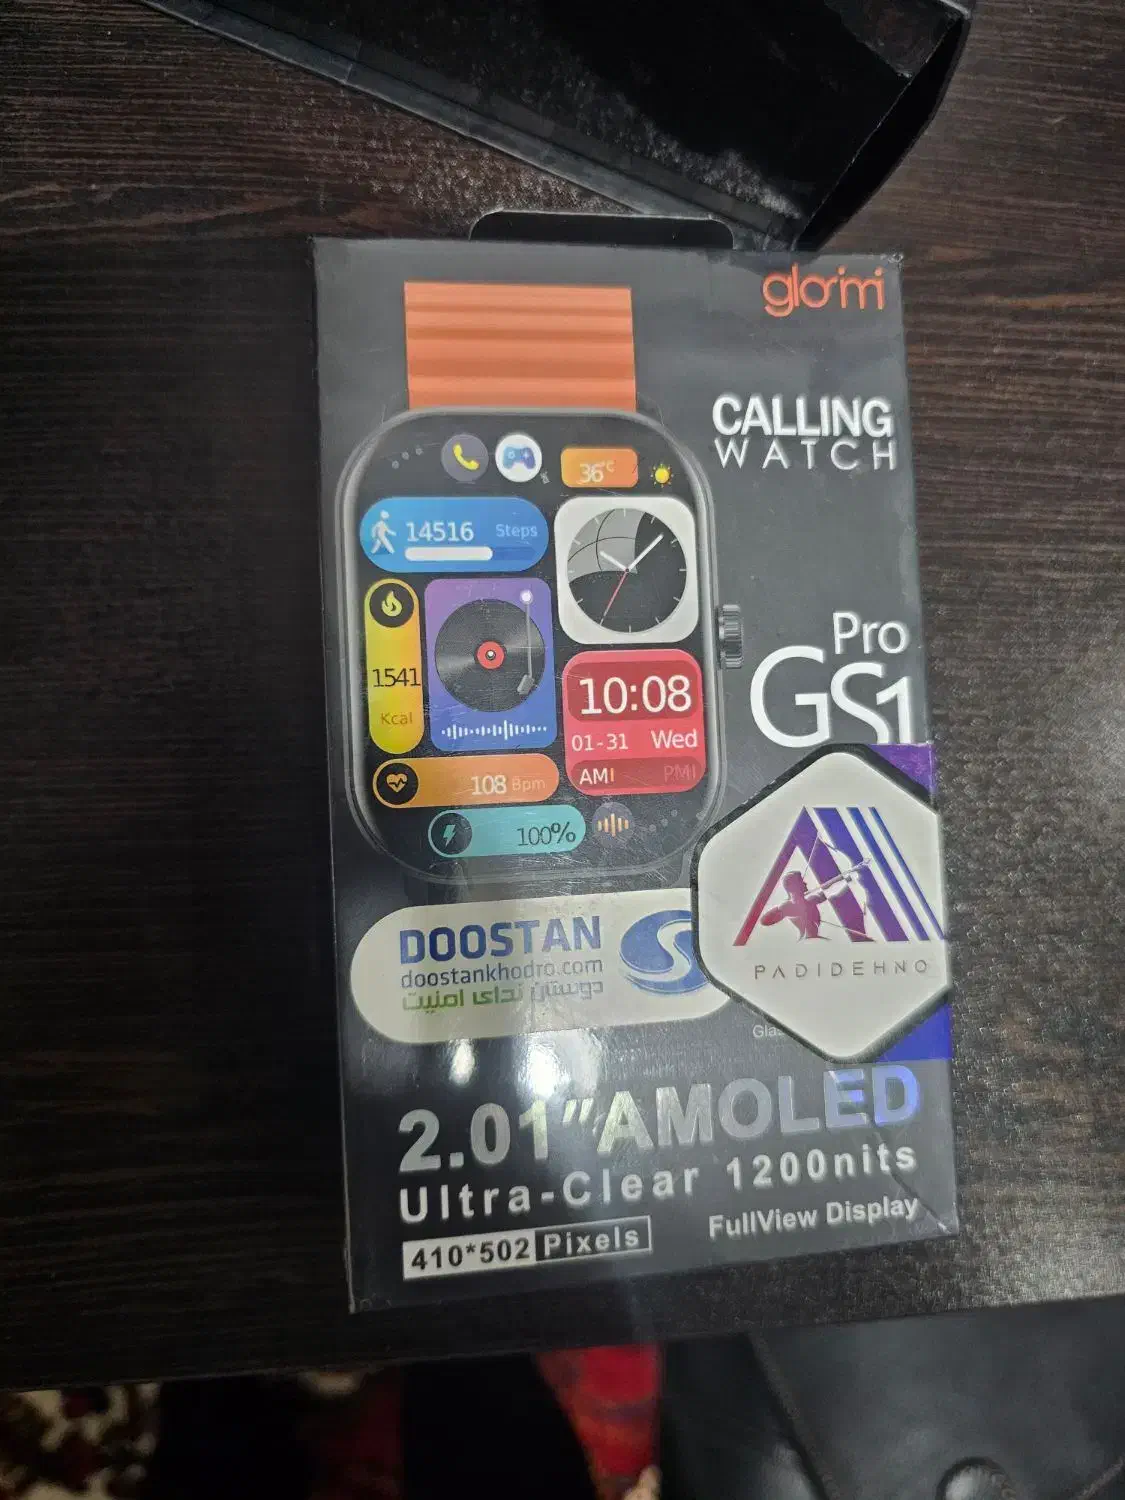 glorimi
CALLING
WATCH
36°C
14516 Steps
1541
Kcal
10:08
01-31 Wed
AM PM
108 Bpm
100%
Pro
GS1
DOOSTAN
doostankhodro.com
دوستان ندای امنیت
PADIDEHNO
2.01"AMOLED
Ultra-Clear 1200nits
410*502 Pixels
FullView Display